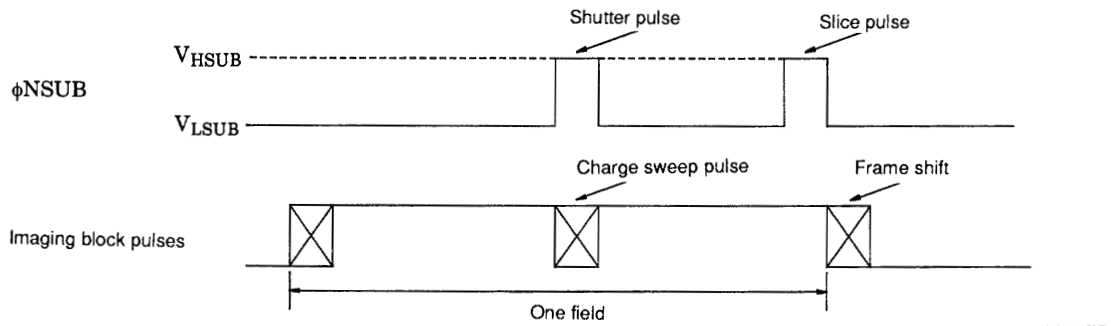 Shutter pulse
Slice pulse
VHSUB
ϕNSUB
VLSUB
Charge sweep pulse
Frame shift
Imaging block pulses
One field